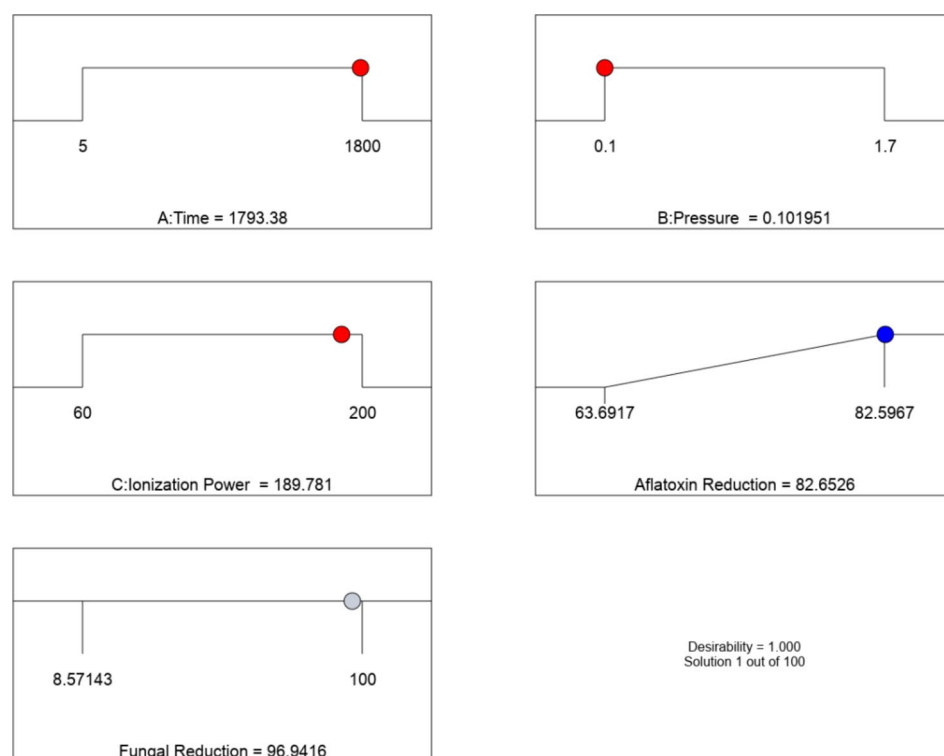 5 1800
A:Time = 1793.38
0.1 1.7
B:Pressure = 0.101951
60 200
C:Ionization Power = 189.781
63.6917 82.5967
Aflatoxin Reduction = 82.6526
8.57143 100
Fungal Reduction = 96.9416
Desirability = 1.000
Solution 1 out of 100